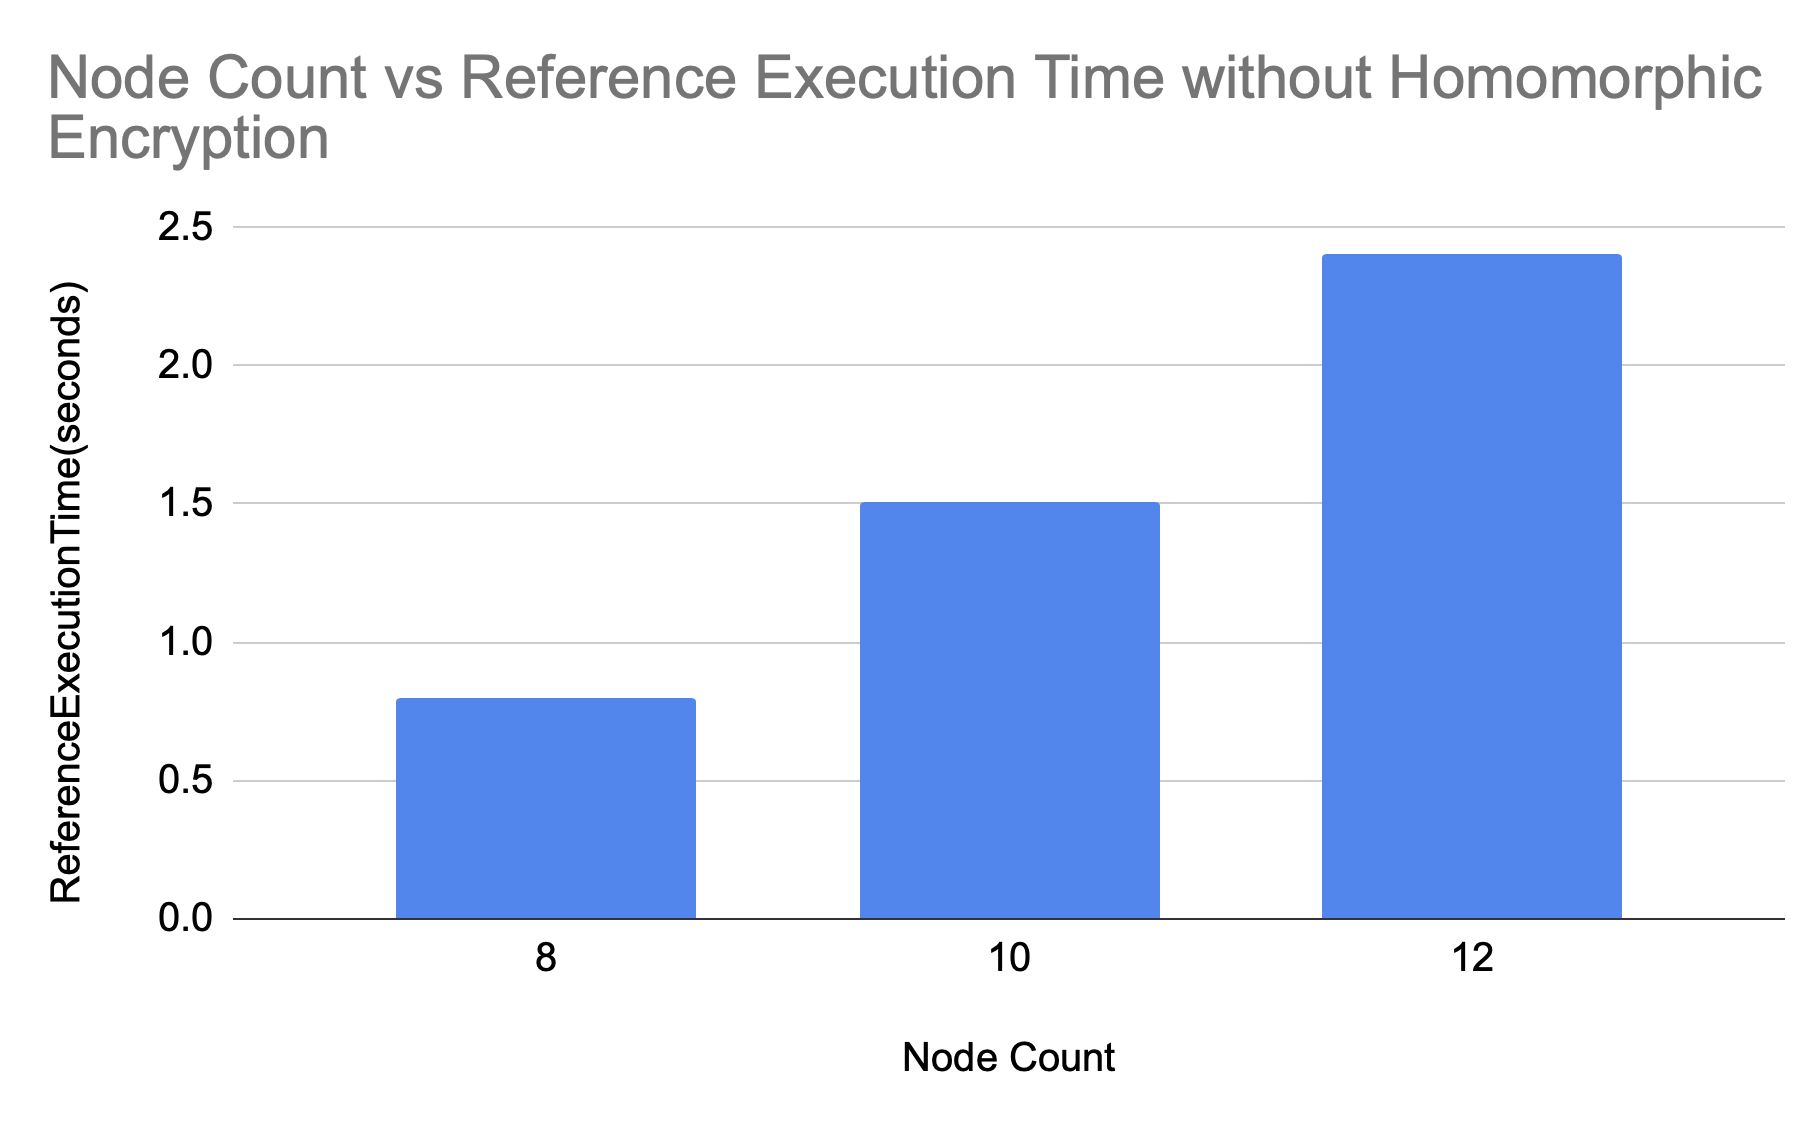 Node Count vs Reference Execution Time without Homomorphic
Encryption
ReferenceExecutionTime(seconds)
2.5
2.0
1.5
1.0
0.5
0.0
8
10
12
Node Count